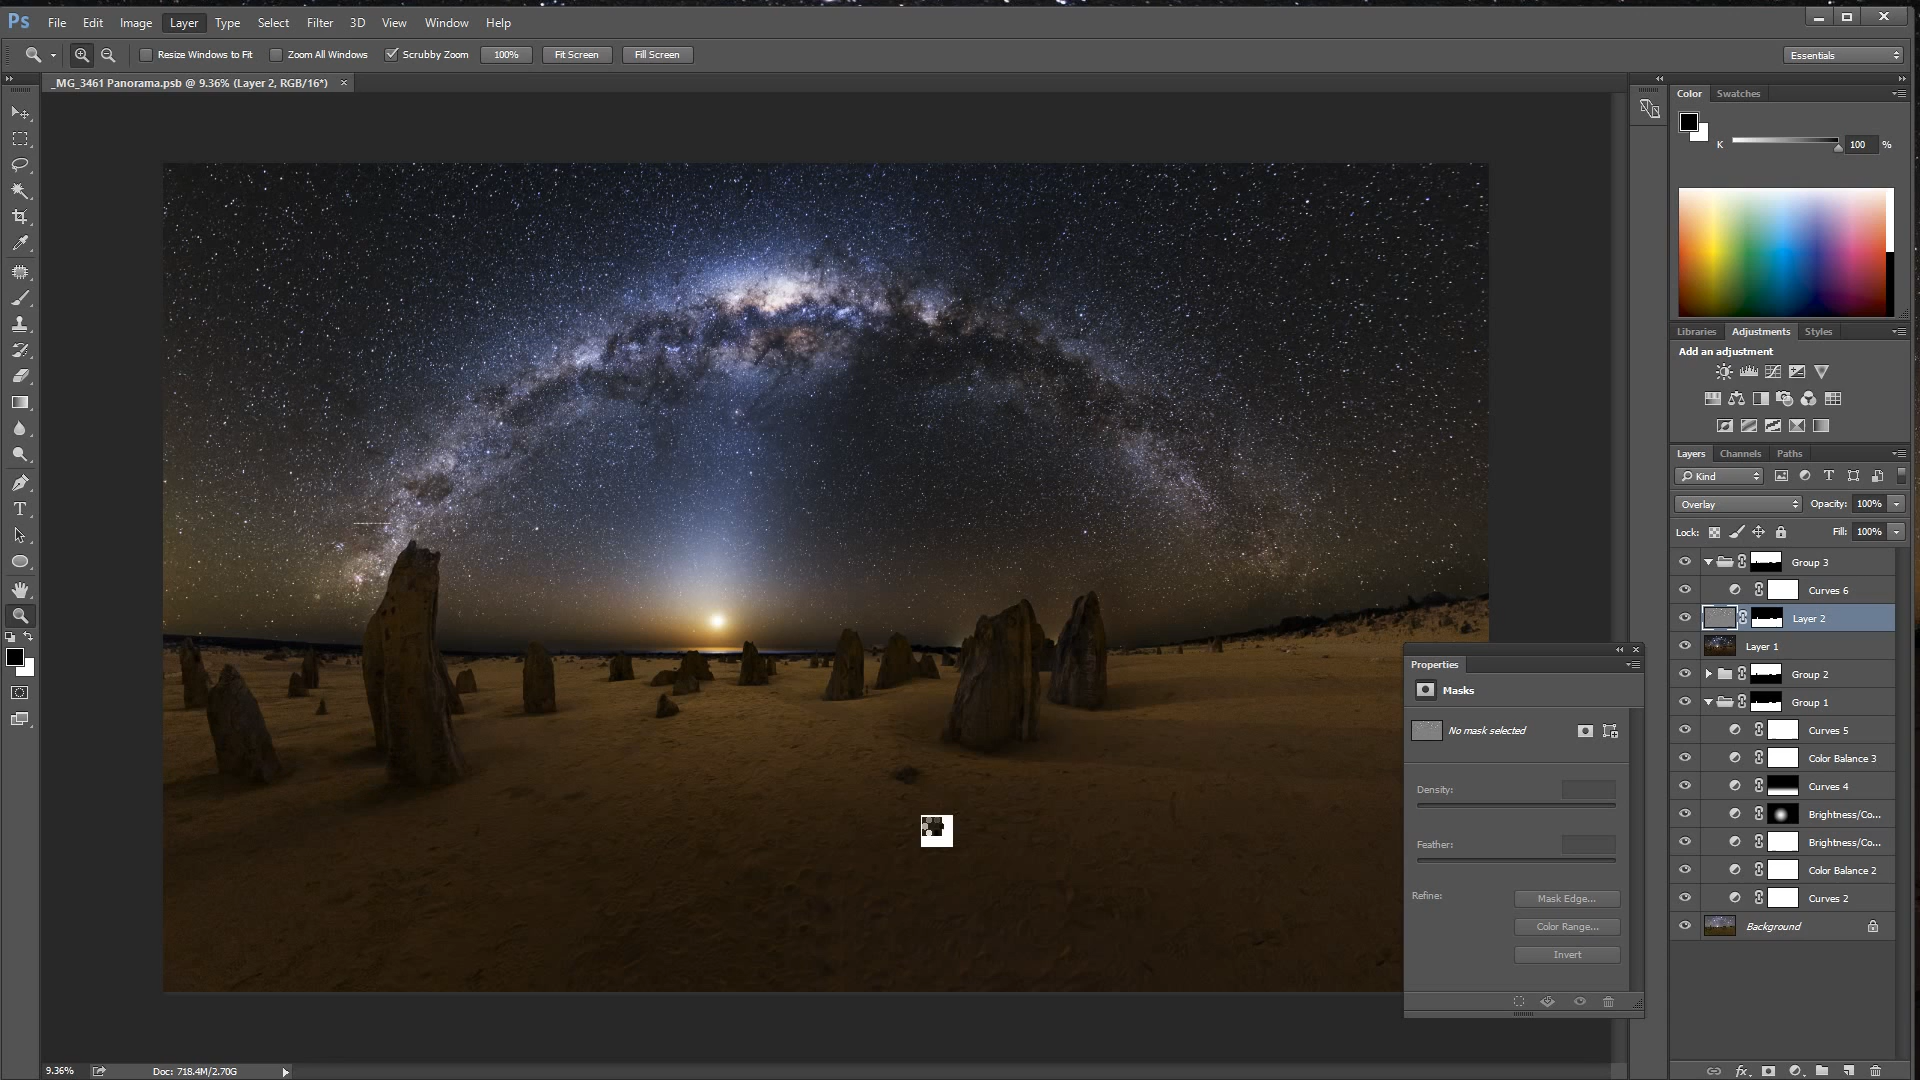 Ps File Edit Image Layer Type Select Filter 3D View Window Help
Resize Windows to Fit Zoom All Windows Scrubby Zoom 100% Fit Screen Fill Screen Essentials
_MG_3461 Panorama.psb @ 9.36% (Layer 2, RGB/16*)
Color Swatches
K 100 %
Libraries Adjustments Styles
Add an adjustment
Layers Channels Paths
Kind
Overlay Opacity: 100%
Lock: Fill: 100%
Group 3
Curves 6
Layer 2
Layer 1
Group 2
Group 1
Curves 5
Color Balance 3
Curves 4
Brightness/Co...
Brightness/Co...
Color Balance 2
Curves 2
Background
Properties
Masks
No mask selected
Density:
Feather:
Refine: Mask Edge...
Color Range...
Invert
9.36% Doc: 718.4M/2.70G